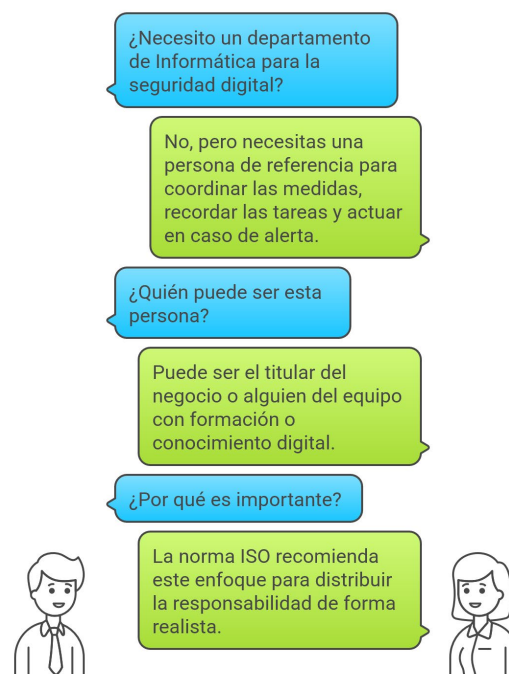 ¿Necesito un departamento
de Informática para la
seguridad digital?
No, pero necesitas una
persona de referencia para
coordinar las medidas,
recordar las tareas y actuar
en caso de alerta.
¿Quién puede ser esta
persona?
Puede ser el titular del
negocio o alguien del equipo
con formación o
conocimiento digital.
¿Por qué es importante?
La norma ISO recomienda
este enfoque para distribuir
la responsabilidad de forma
realista.